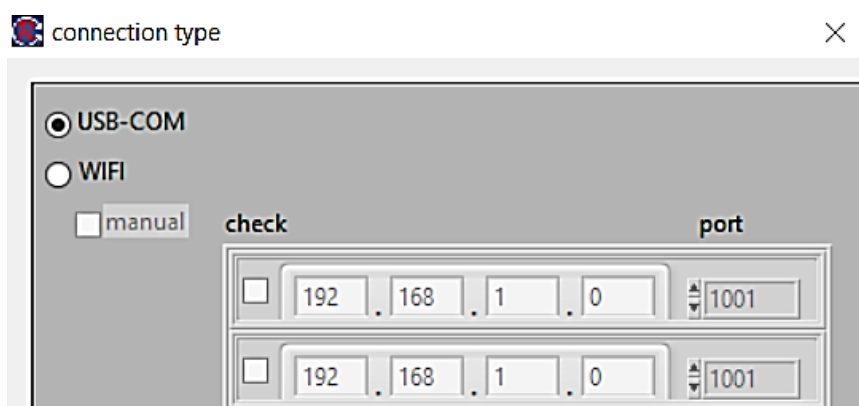 connection type
USB-COM
WIFI
manual check port
192 . 168 . 1 . 0 1001
192 . 168 . 1 . 0 1001